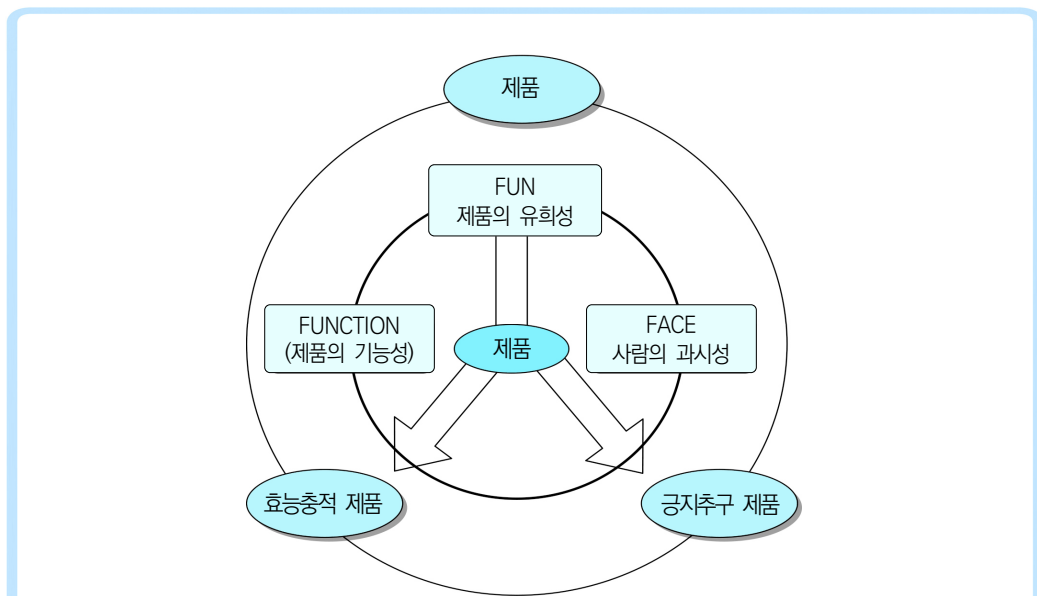 제품
FUN
제품의 유희성
FUNCTION
(제품의 기능성)
제품
FACE
사람의 과시성
효능충적 제품
긍지추구 제품